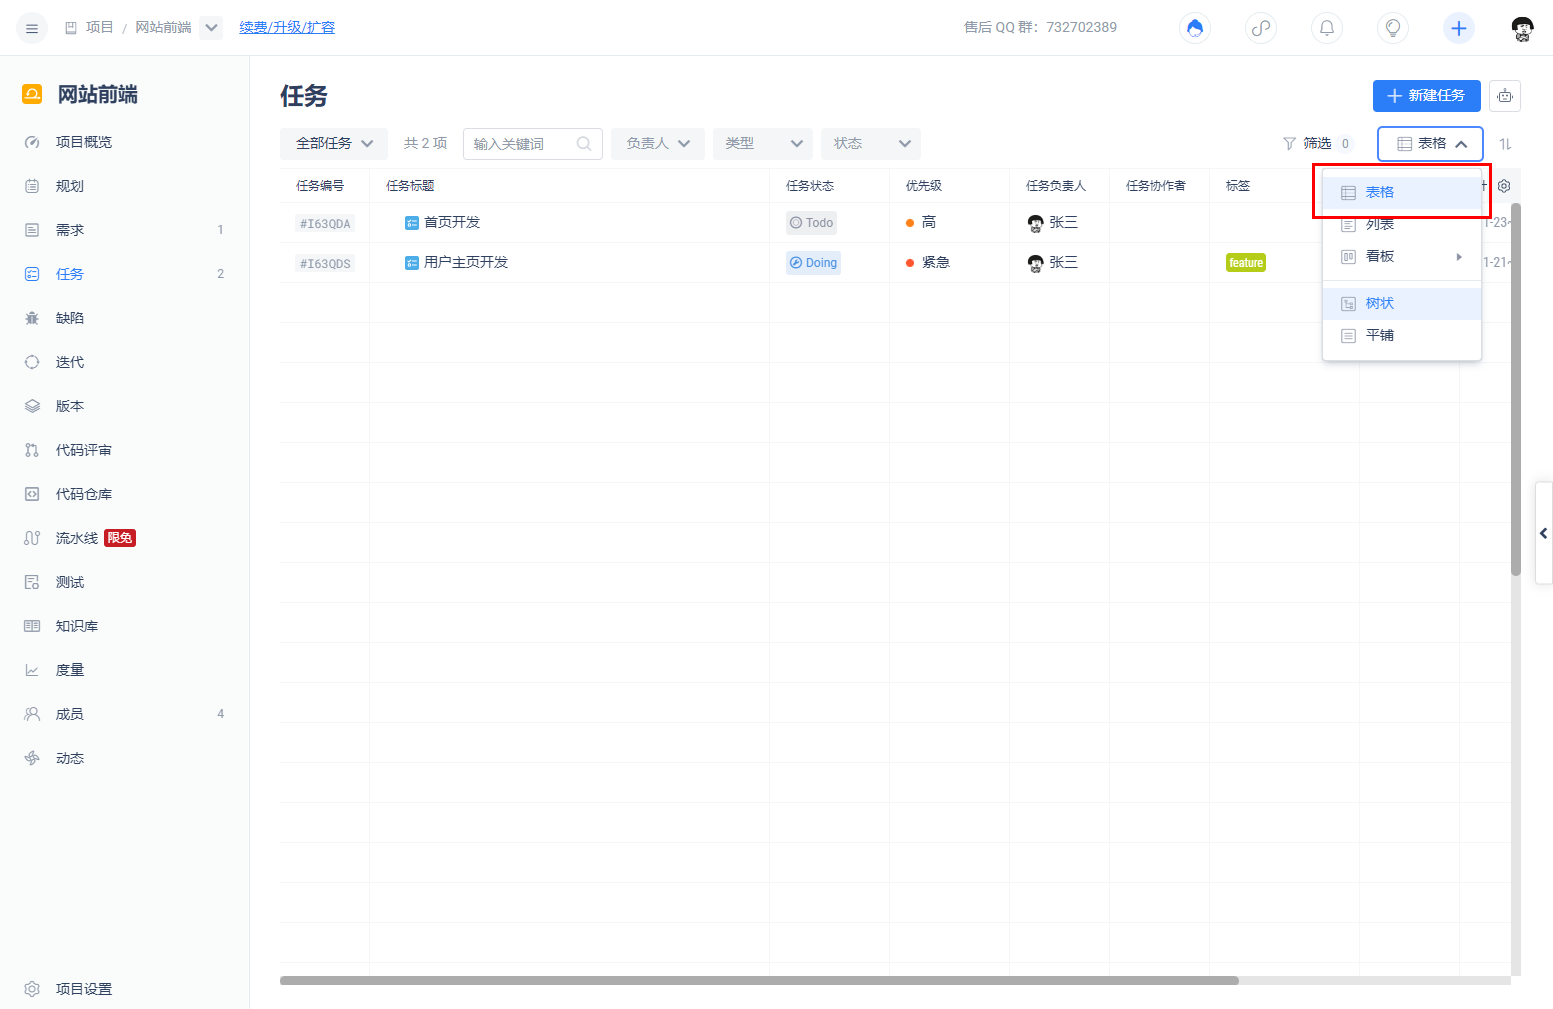 项目 / 网站前端
续费/升级/扩容
售后 QQ 群：732702389
网站前端
项目概览
规划
需求 1
任务 2
缺陷
迭代
版本
代码评审
代码仓库
流水线 限免
测试
知识库
度量
成员 4
动态
项目设置
任务
新建任务
全部任务
共 2 项
输入关键词
负责人
类型
状态
筛选 0
表格
任务编号 任务标题 任务状态 优先级 任务负责人 任务协作者 标签
#I63QDA 首页开发 Todo 高 张三 1-23~
#I63QDS 用户主页开发 Doing 紧急 张三 feature 1-21~
表格
列表
看板
树状
平铺